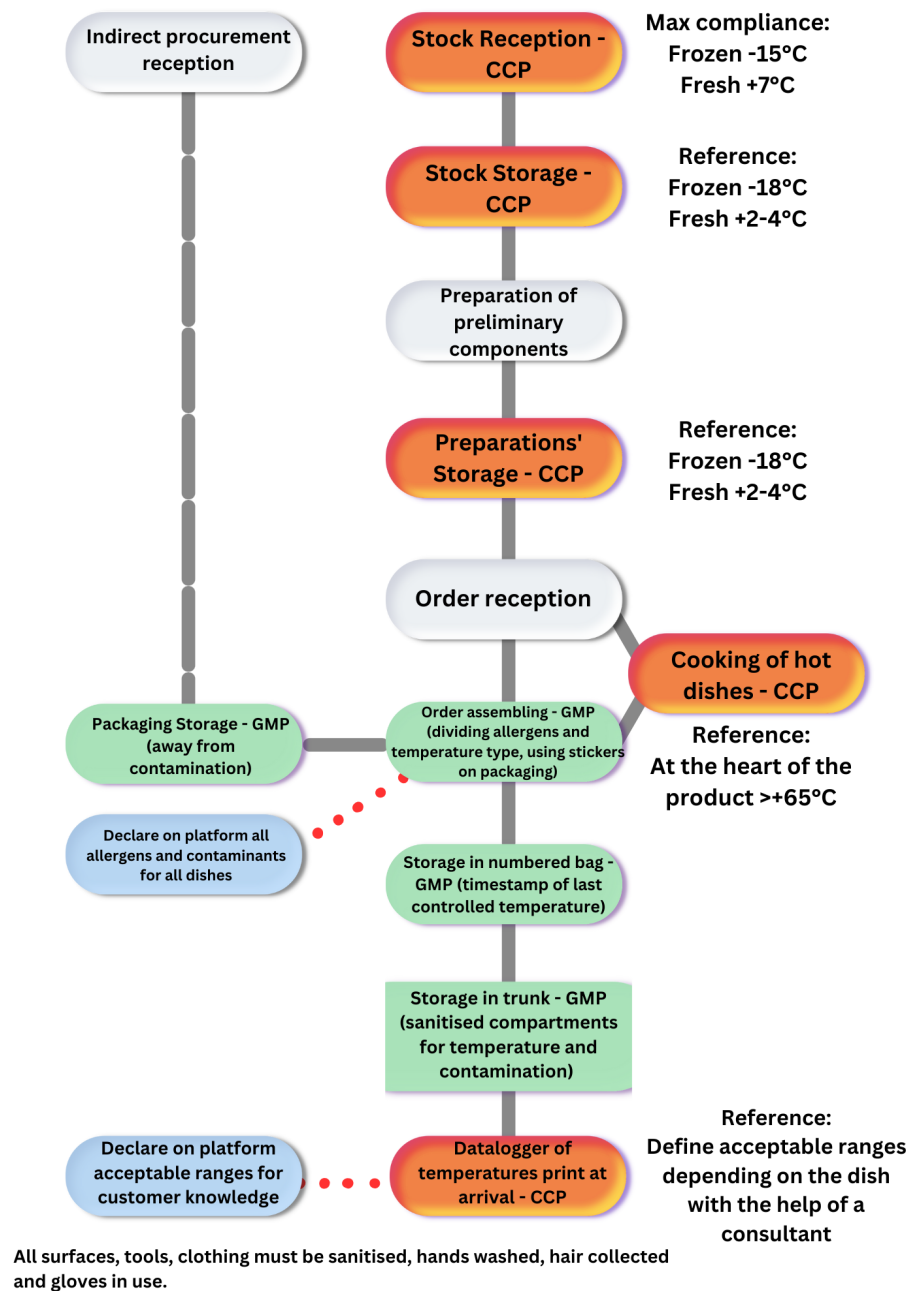 Indirect procurement
reception
Stock Reception -
CCP
Max compliance:
Frozen -15°C
Fresh +7°C
Stock Storage -
CCP
Reference:
Frozen -18°C
Fresh +2-4°C
Preparation of
preliminary
components
Preparations'
Storage - CCP
Reference:
Frozen -18°C
Fresh +2-4°C
Order reception
Cooking of hot
dishes - CCP
Reference:
At the heart of the
product >+65°C
Packaging Storage - GMP
(away from
contamination)
Order assembling - GMP
(dividing allergens and
temperature type, using stickers
on packaging)
Declare on platform all
allergens and contaminants
for all dishes
Storage in numbered bag -
GMP (timestamp of last
controlled temperature)
Storage in trunk - GMP
(sanitised compartments
for temperature and
contamination)
Declare on platform
acceptable ranges for
customer knowledge
Datalogger of
temperatures print at
arrival - CCP
Reference:
Define acceptable ranges
depending on the dish
with the help of a
consultant
All surfaces, tools, clothing must be sanitised, hands washed, hair collected
and gloves in use.